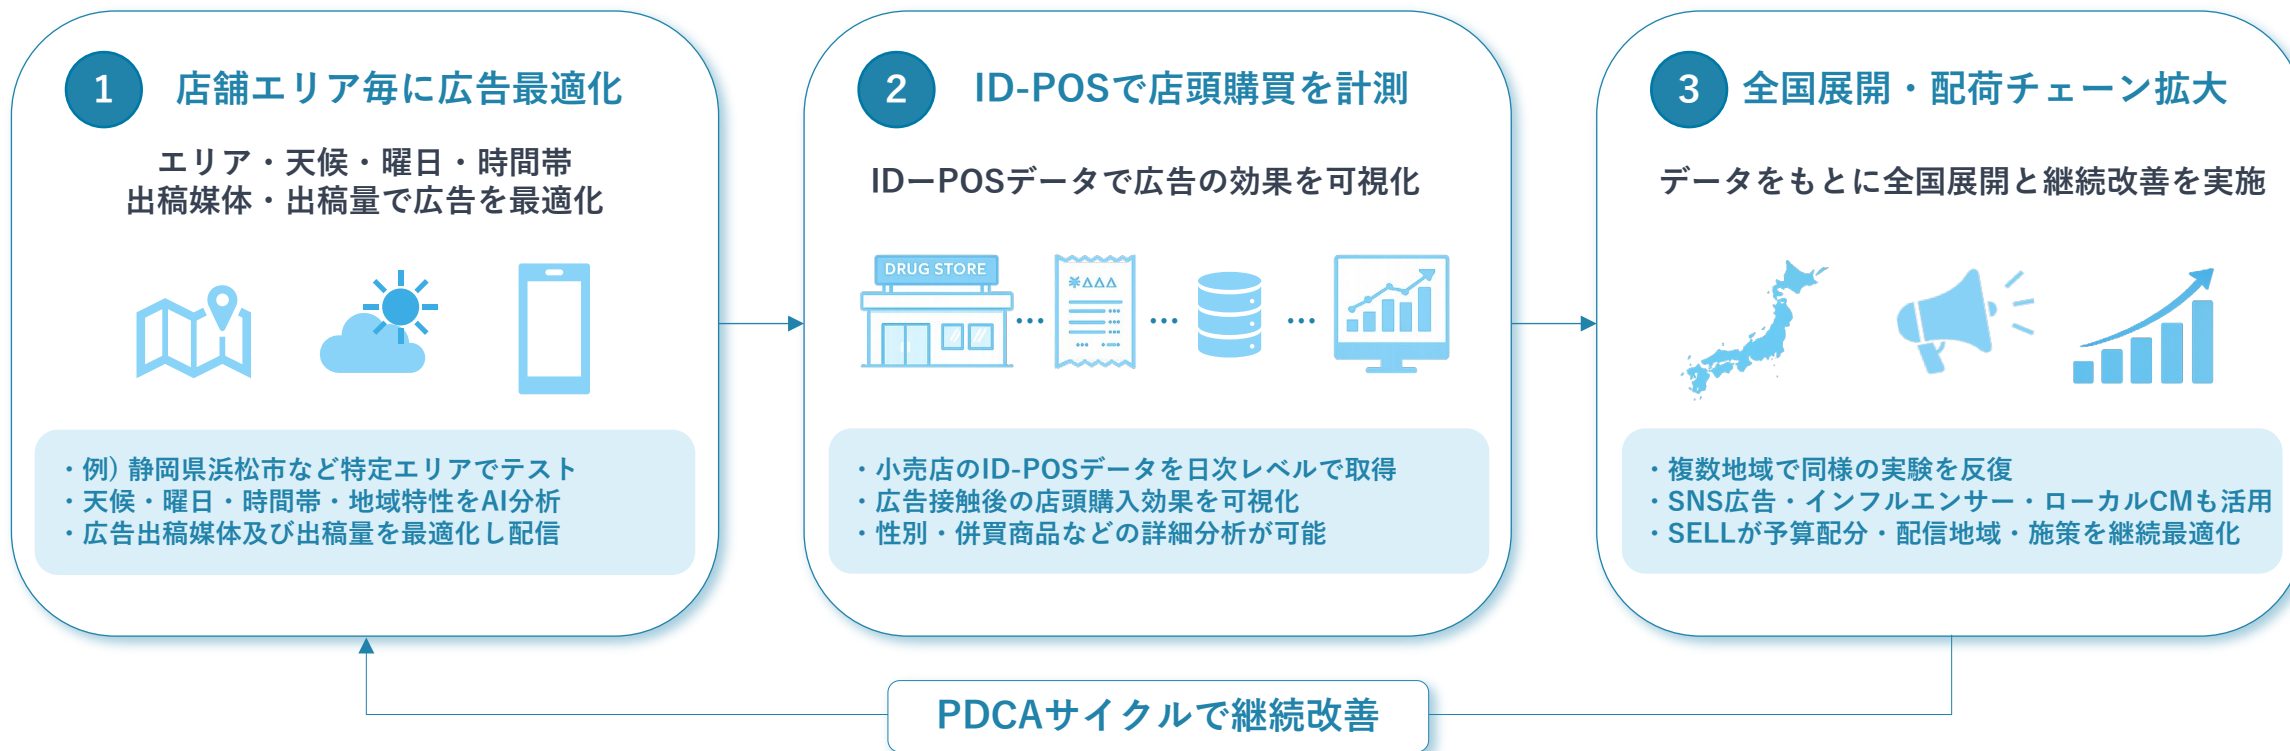 1
店舗エリア毎に広告最適化
エリア・天候・曜日・時間帯
出稿媒体・出稿量で広告を最適化
・例) 静岡県浜松市など特定エリアでテスト
・天候・曜日・時間帯・地域特性をAI分析
・広告出稿媒体及び出稿量を最適化し配信
2
ID-POSで店頭購買を計測
IDーPOSデータで広告の効果を可視化
DRUG STORE
¥△△△
・小売店のID-POSデータを日次レベルで取得
・広告接触後の店頭購入効果を可視化
・性別・併買商品などの詳細分析が可能
3
全国展開・配荷チェーン拡大
データをもとに全国展開と継続改善を実施
・複数地域で同様の実験を反復
・SNS広告・インフルエンサー・ローカルCMも活用
・SELLが予算配分・配信地域・施策を継続最適化
PDCAサイクルで継続改善